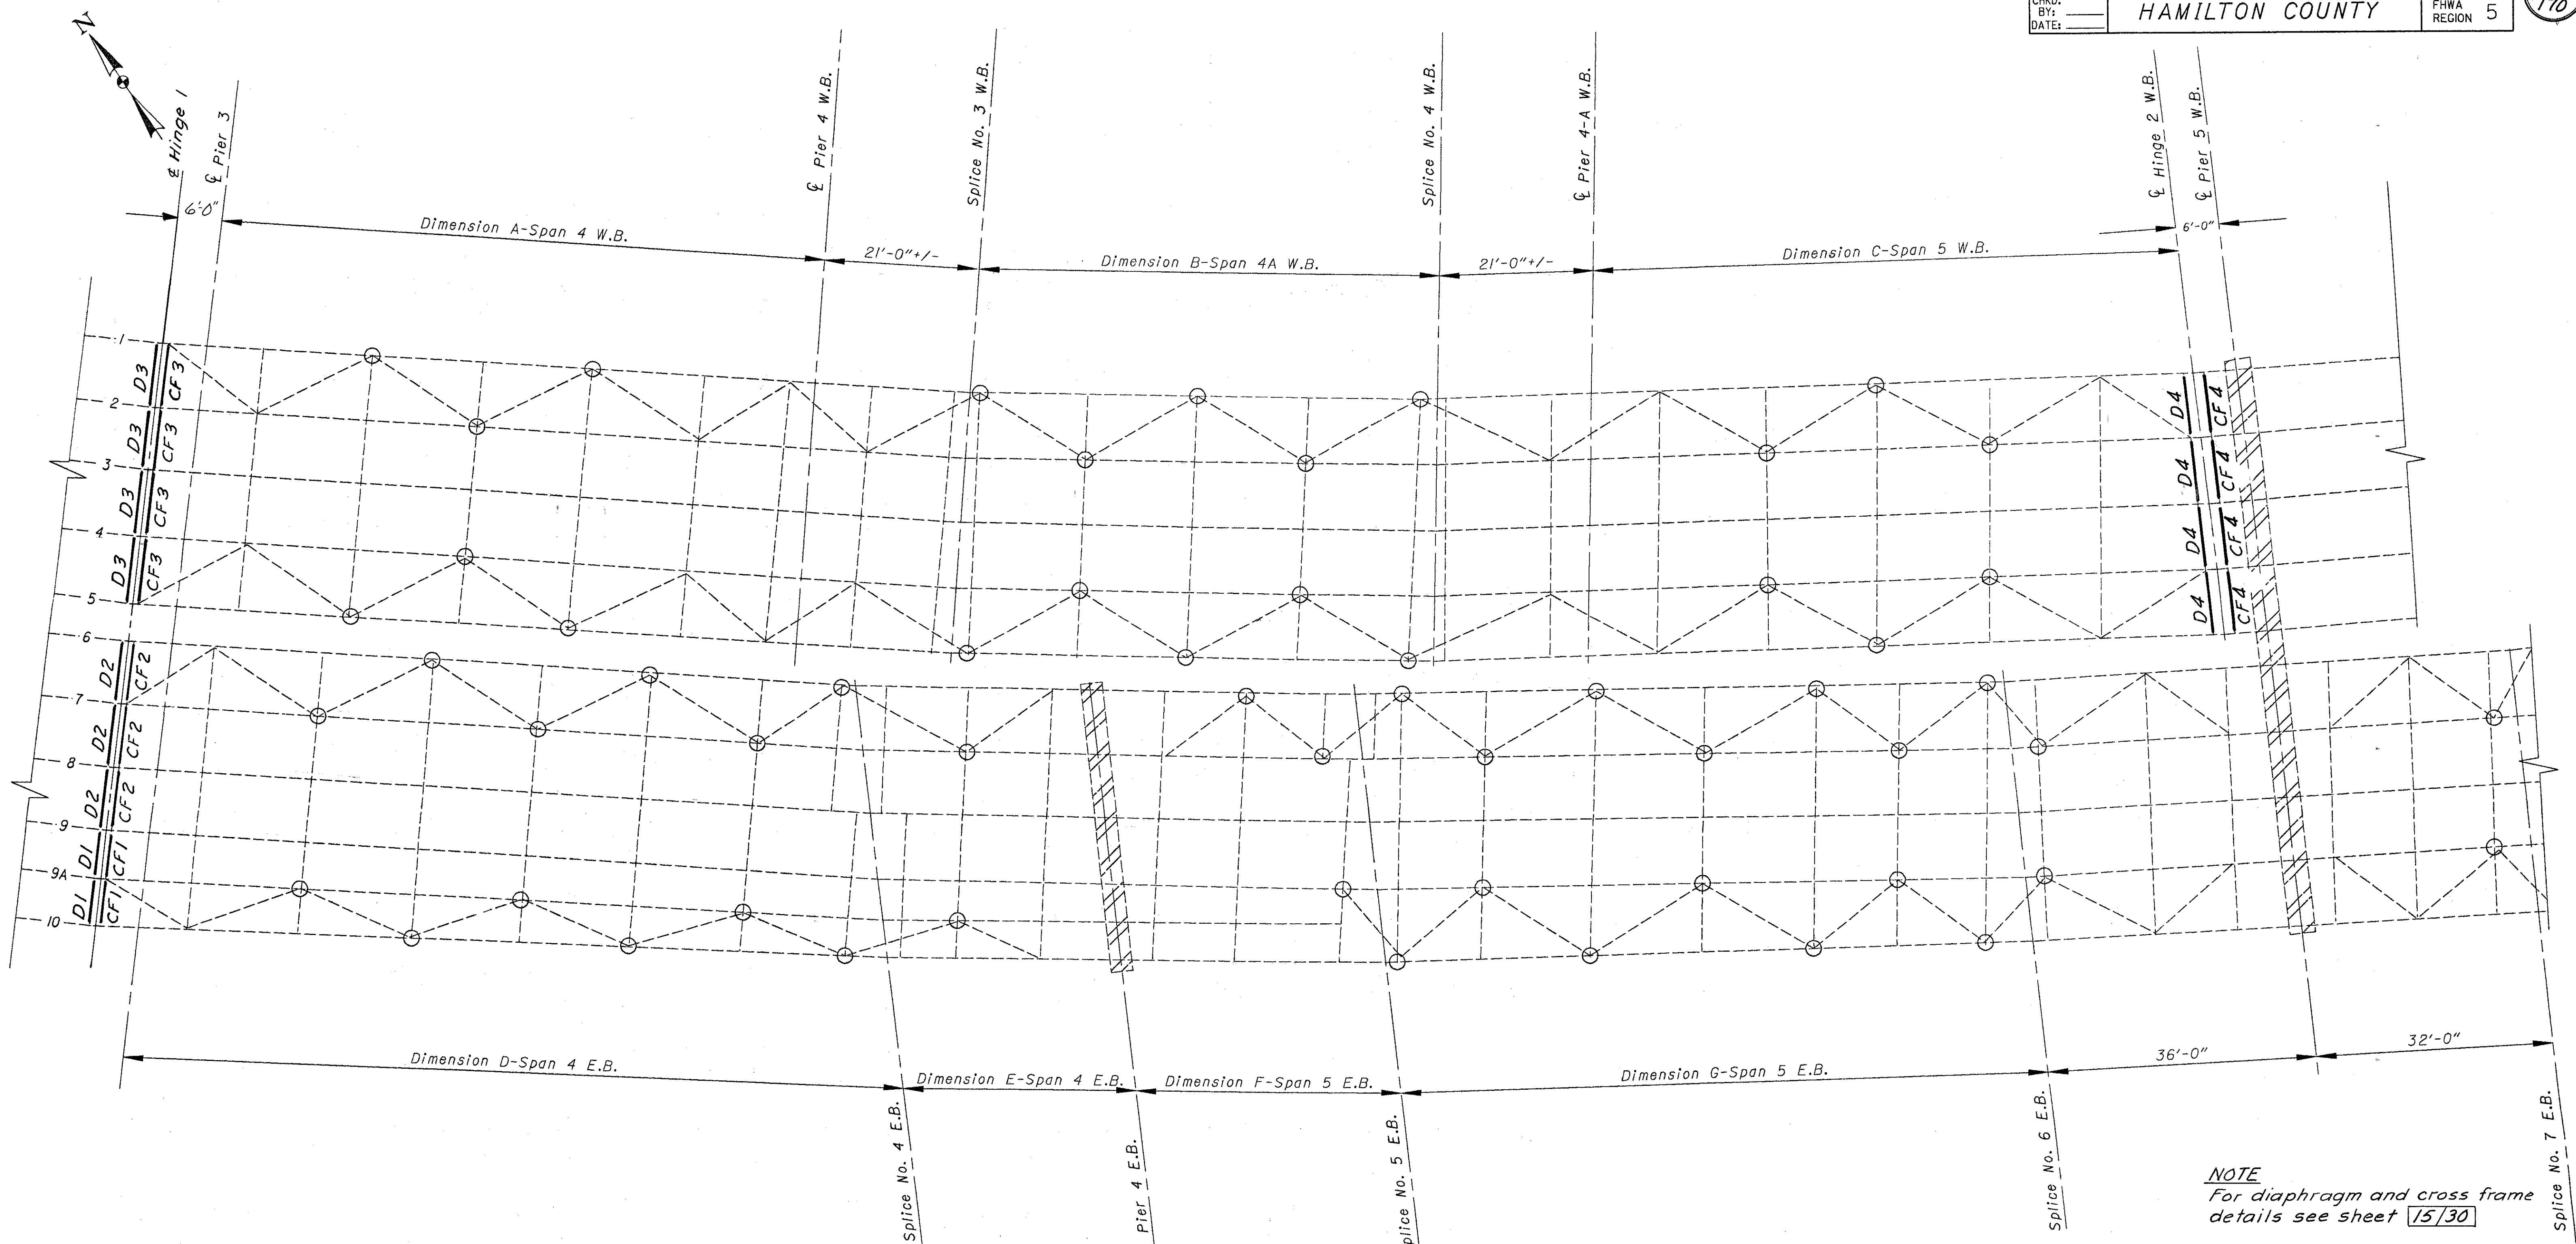 CHKD.
BY:
DATE:
HAMILTON COUNTY
FHWA
REGION 5
170
N
℄ Hinge 1
℄ Pier 3
℄ Pier 4 W.B.
Splice No. 3 W.B.
Splice No. 4 W.B.
℄ Pier 4-A W.B.
℄ Hinge 2 W.B.
℄ Pier 5 W.B.
6'-0"
Dimension A-Span 4 W.B.
21'-0"+/-
Dimension B-Span 4A W.B.
21'-0"+/-
Dimension C-Span 5 W.B.
6'-0"
1
D3
CF3
2
D3
CF3
3
D3
CF3
4
D3
CF3
5
D4
CF4
D4
CF4
D4
CF4
D4
CF4
6
D2
CF2
7
D2
CF2
8
D2
CF2
9
D1
CF1
9A
D1
CF1
10
Dimension D-Span 4 E.B.
Dimension E-Span 4 E.B.
Dimension F-Span 5 E.B.
Dimension G-Span 5 E.B.
36'-0"
32'-0"
Splice No. 4 E.B.
Pier 4 E.B.
plice No. 5 E.B.
Splice No. 6 E.B.
Splice No. 7 E.B.
NOTE
For diaphragm and cross frame
details see sheet 15/30